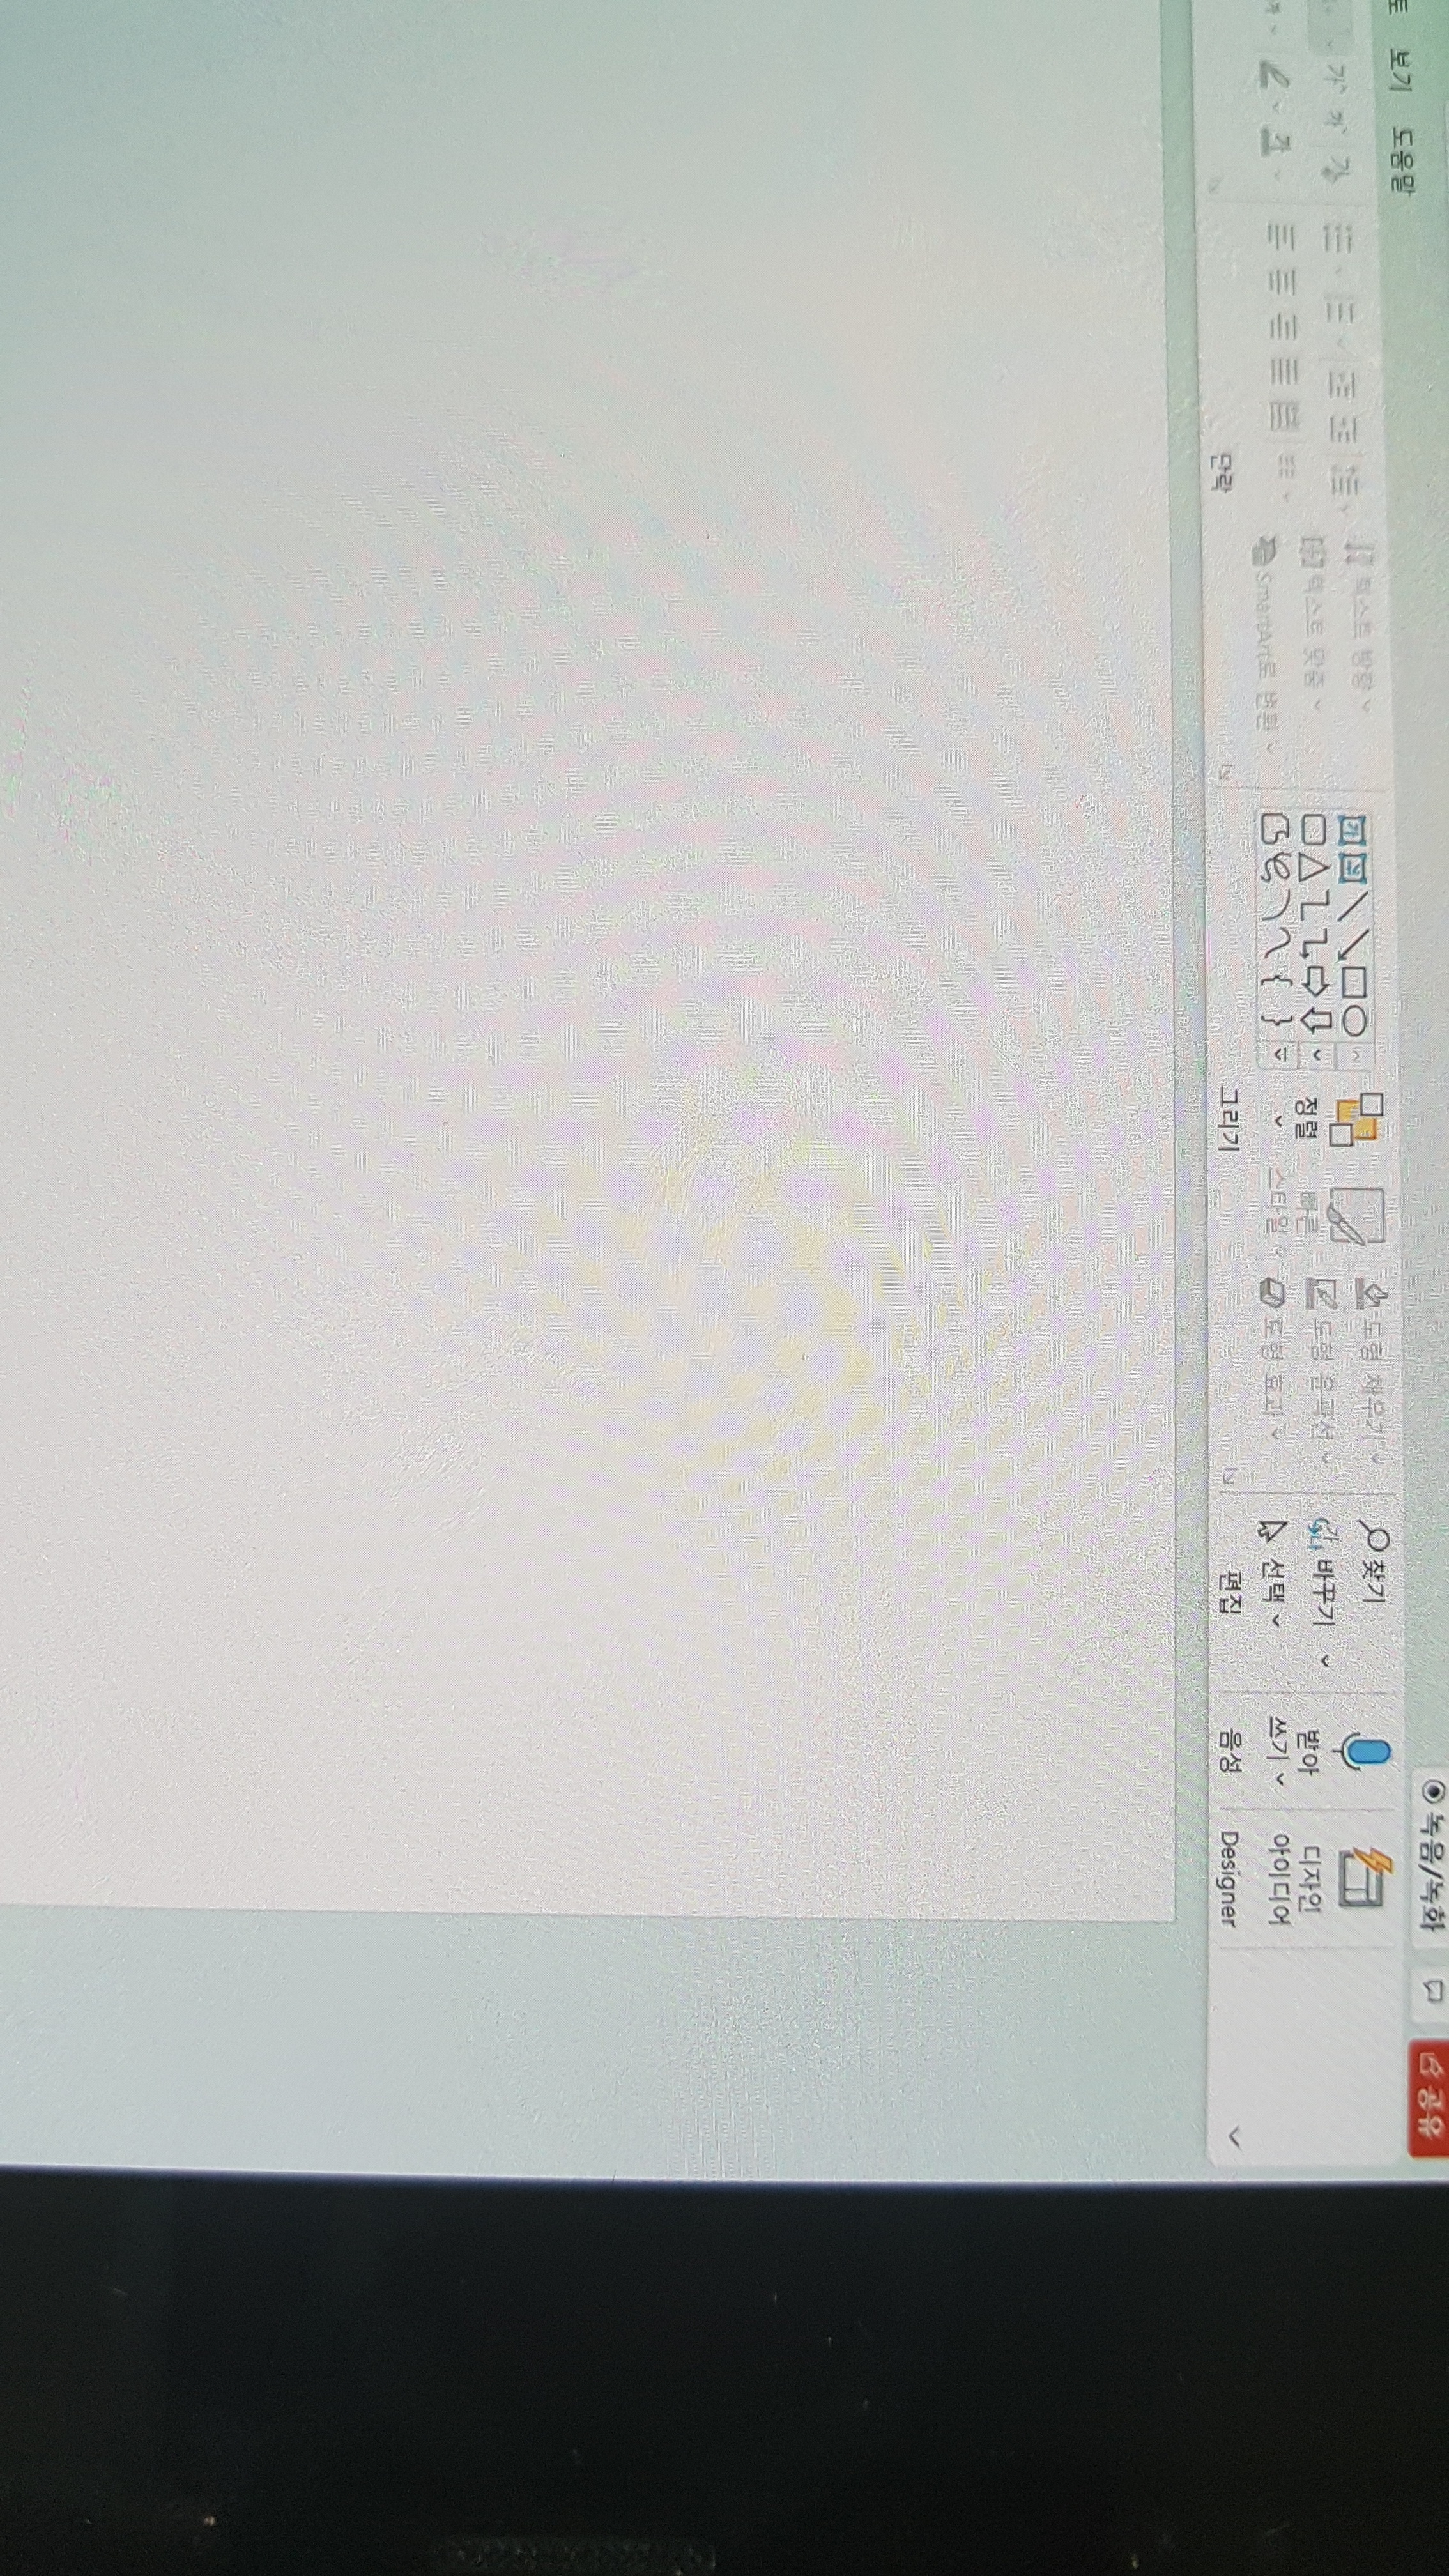 보기 도움말
녹음/녹화
공유
텍스트 방향
텍스트 맞춤
SmartArt로 변환
단락
정렬
빠른
스타일
도형 채우기
도형 윤곽선
도형 효과
그리기
찾기
바꾸기
선택
편집
받아
쓰기
음성
디자인
아이디어
Designer